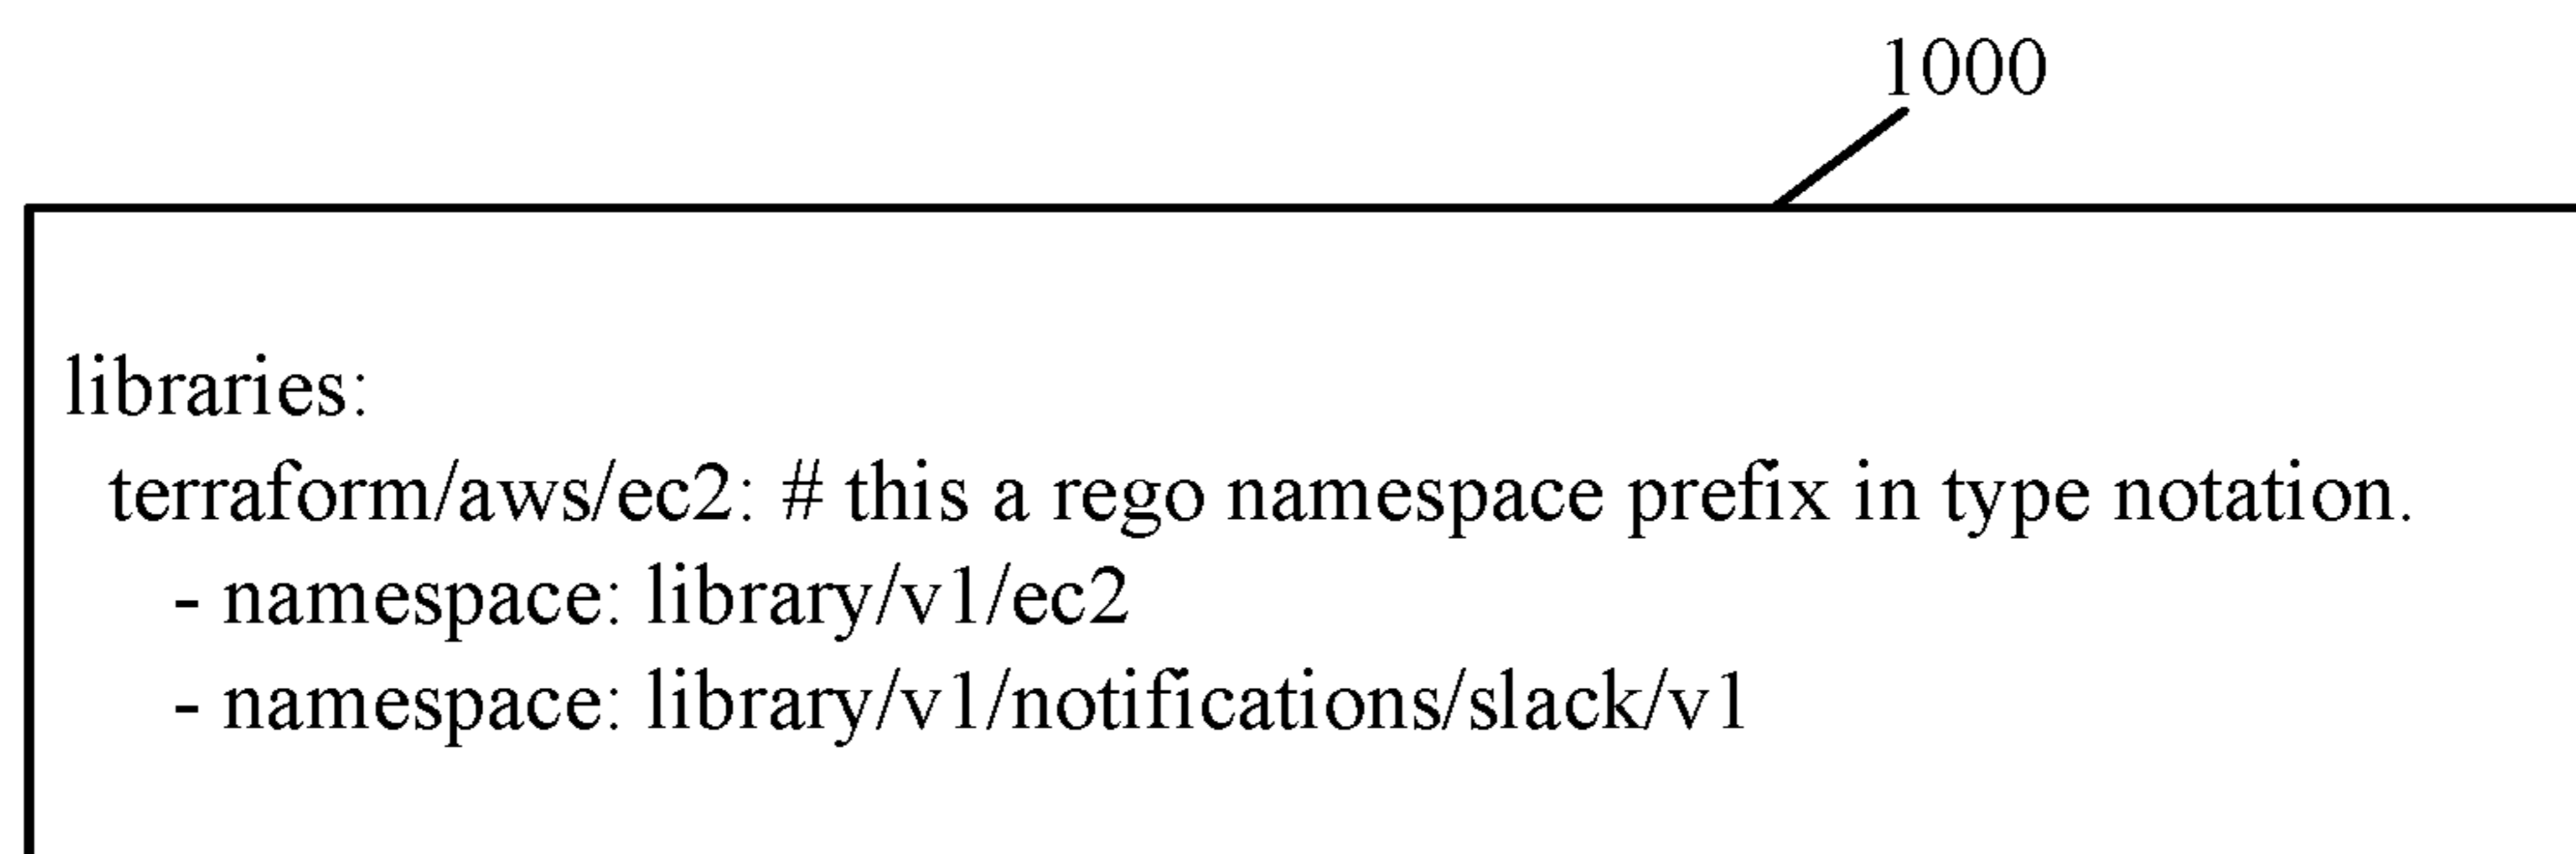 1000
libraries:
terraform/aws/ec2: # this a rego namespace prefix in type notation.
- namespace: library/v1/ec2
- namespace: library/v1/notifications/slack/v1